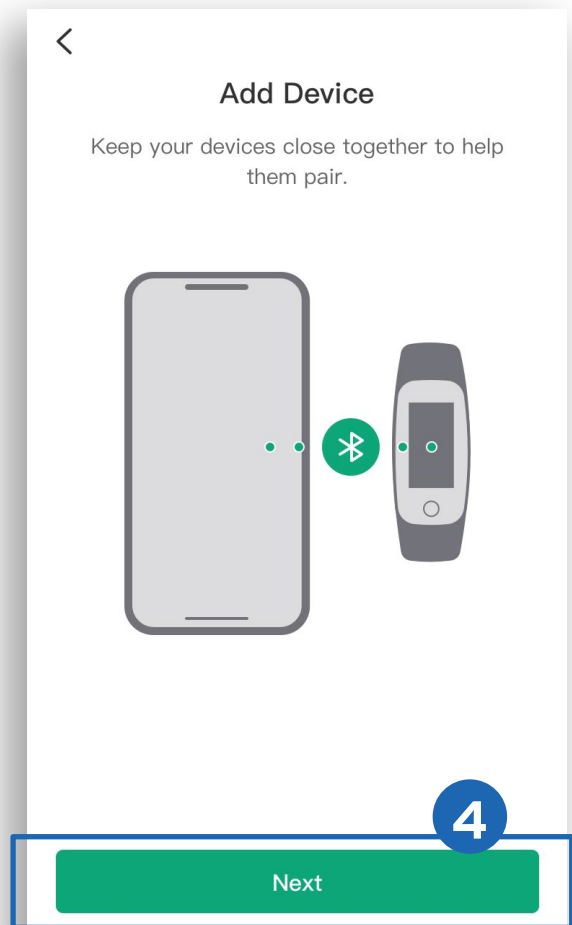 Add Device
Keep your devices close together to help
them pair.
4
Next